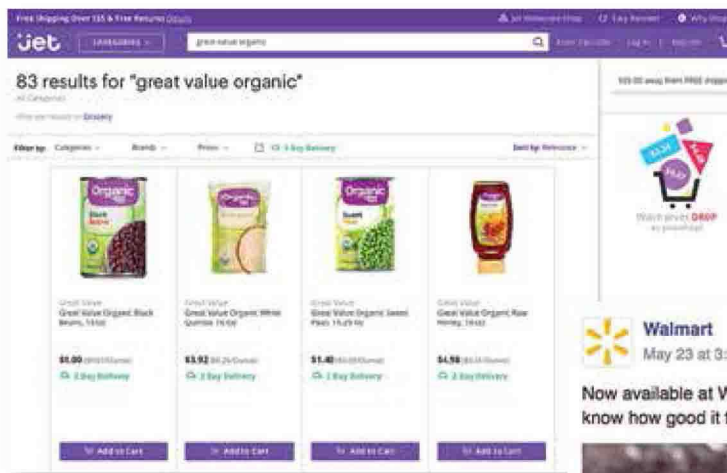 Free Shipping Over $35 & Free Returns Details
jet
CATEGORIES
great value organic
83 results for "great value organic"
All Categories
Grocery
Filter by: Categories Brands Prices 2 Day Delivery
Sort by: Relevance
Organic
Organic
Organic
Great Value
Great Value Organic Black
Beans, 15 oz
$1.00
2 Day Delivery
Add to Cart
Great Value
Great Value Organic White
Quinoa, 16 oz
$3.92
2 Day Delivery
Add to Cart
Great Value
Great Value Organic Sweet
Peas, 15.25 oz
$1.40
2 Day Delivery
Add to Cart
Great Value
Great Value Organic Raw
Honey, 16 oz
$4.98
2 Day Delivery
Add to Cart
Watch prices DROP
as you shop!
Walmart
May 23 at 3:
Now available at W
know how good it